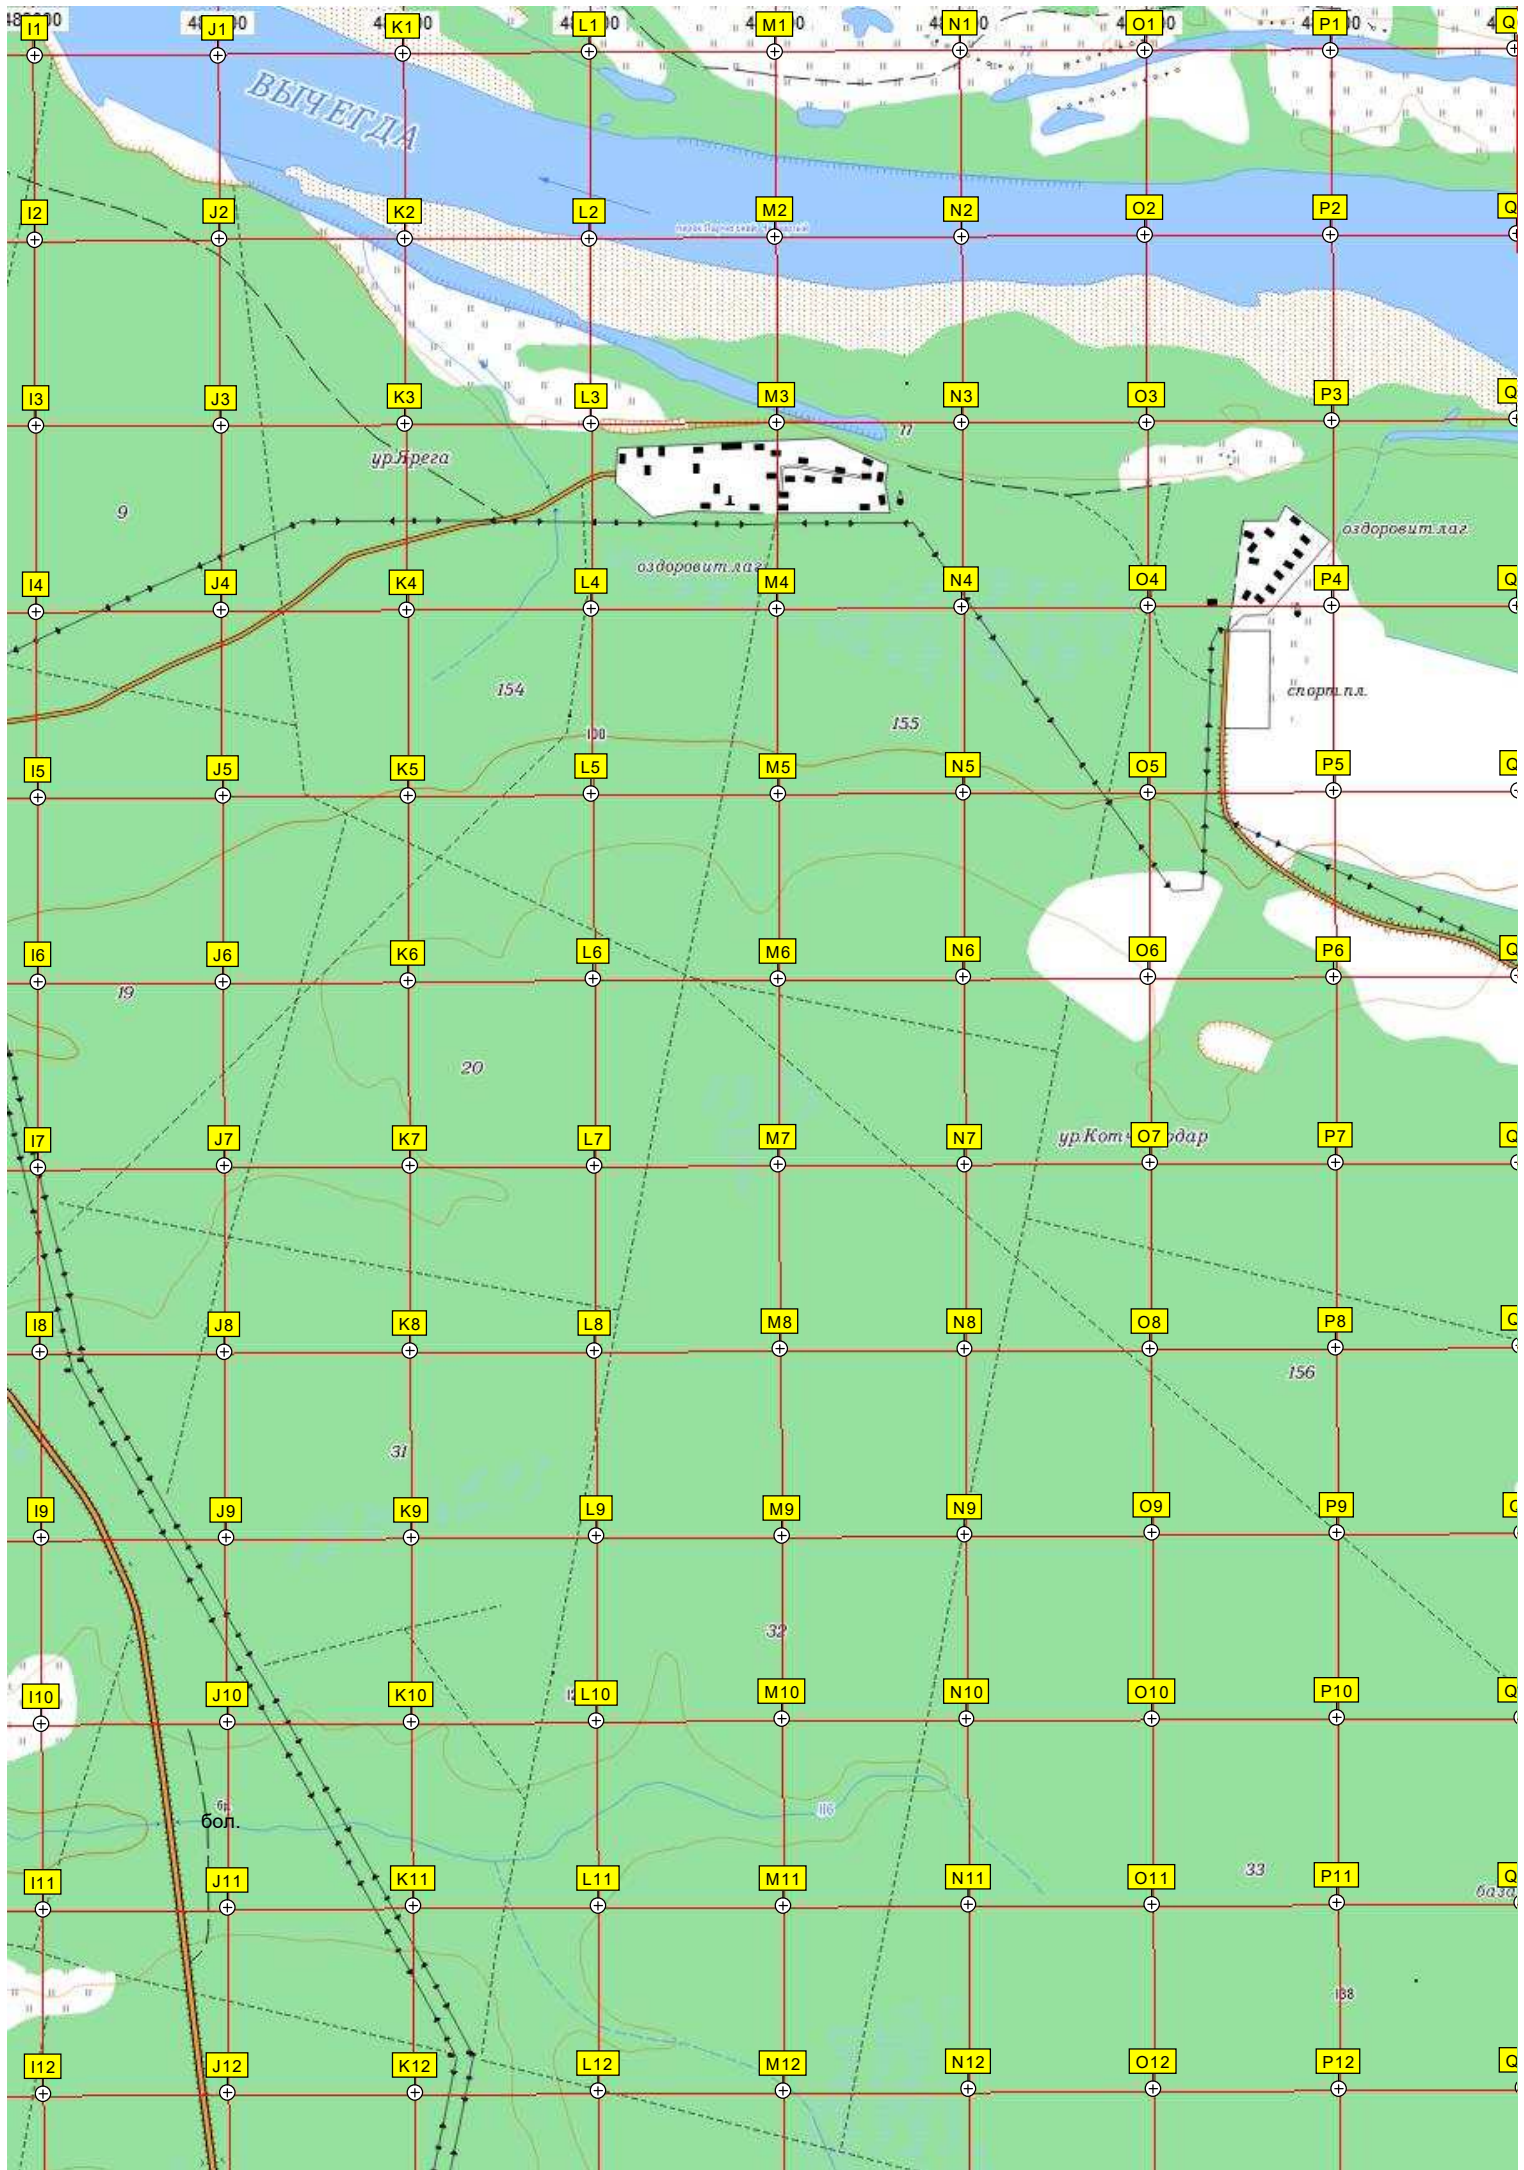 I1 J1 K1 L1 M1 N1 O1 P1 Q
77
ВЫЧЕГДА
I2 J2 K2 L2 M2 N2 O2 P2 Q
I3 J3 K3 L3 M3 N3 O3 P3 Q
11
ур.Ярега
9
оздоровит.лаг.
оздоровит.лаг.
I4 J4 K4 L4 M4 N4 O4 P4 Q
154
спорт.пл.
155
100
I5 J5 K5 L5 M5 N5 O5 P5 Q
I6 J6 K6 L6 M6 N6 O6 P6 Q
19
20
I7 J7 K7 L7 M7 N7 O7 P7 Q
I8 J8 K8 L8 M8 N8 O8 P8 Q
156
31
I9 J9 K9 L9 M9 N9 O9 P9 Q
32
I10 J10 K10 L10 M10 N10 O10 P10 Q
бр.
116
бол.
33
I11 J11 K11 L11 M11 N11 O11 P11 Q
138
I12 J12 K12 L12 M12 N12 O12 P12 Q